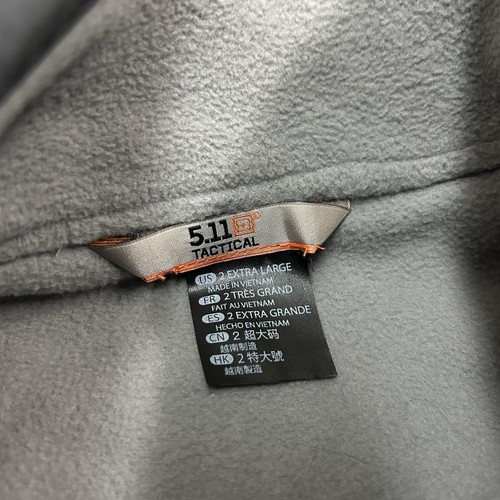 5.11
TACTICAL
US 2 EXTRA LARGE
MADE IN VIETNAM
FR 2 TRÈS GRAND
FAIT AU VIETNAM
ES 2 EXTRA GRANDE
HECHO EN VIETNAM
CN 2 超大码
越南制造
HK 2 特大號
越南製造